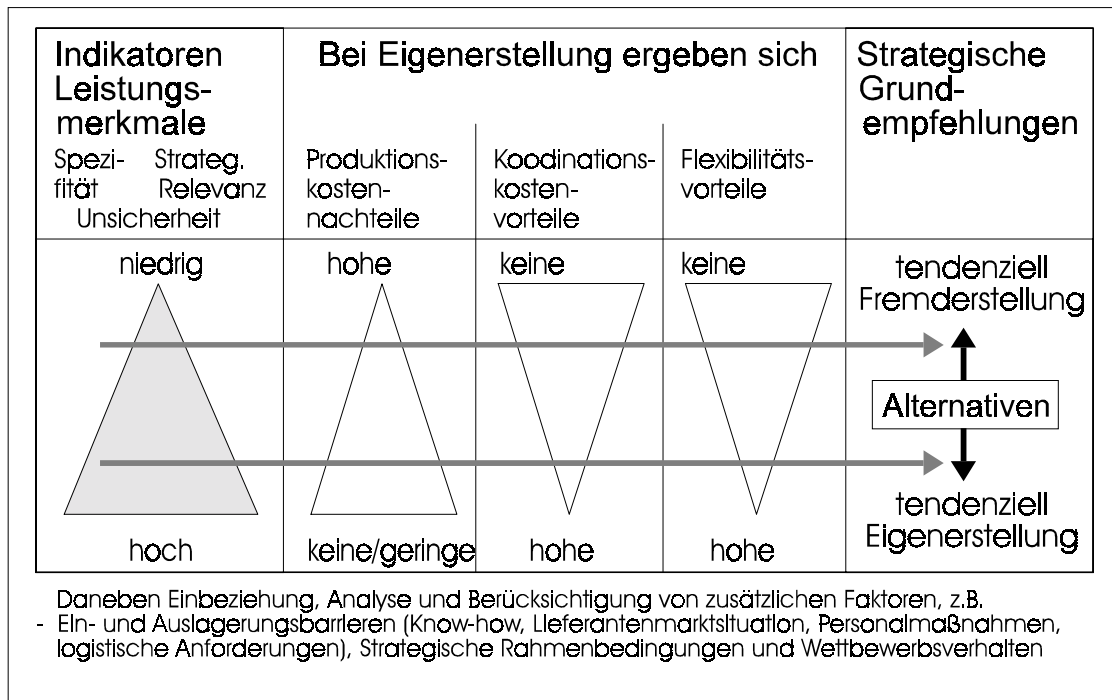 Indikatoren
Leistungs-
merkmale
Spezi- Strateg.
fität Relevanz
Unsicherheit
Bei Eigenerstellung ergeben sich
Produktions-
kosten-
nachteile
Koodinations-
kosten-
vorteile
Flexibilitäts-
vorteile
Strategische
Grund-
empfehlungen
niedrig
hoch
hohe
keine/geringe
keine
hohe
keine
hohe
tendenziell
Fremderstellung
Alternativen
tendenziell
Eigenerstellung
Daneben Einbeziehung, Analyse und Berücksichtigung von zusätzlichen Faktoren, z.B.
- Ein- und Auslagerungsbarrieren (Know-how, Lieferantenmarktsituation, Personalmaßnahmen,
logistische Anforderungen), Strategische Rahmenbedingungen und Wettbewerbsverhalten